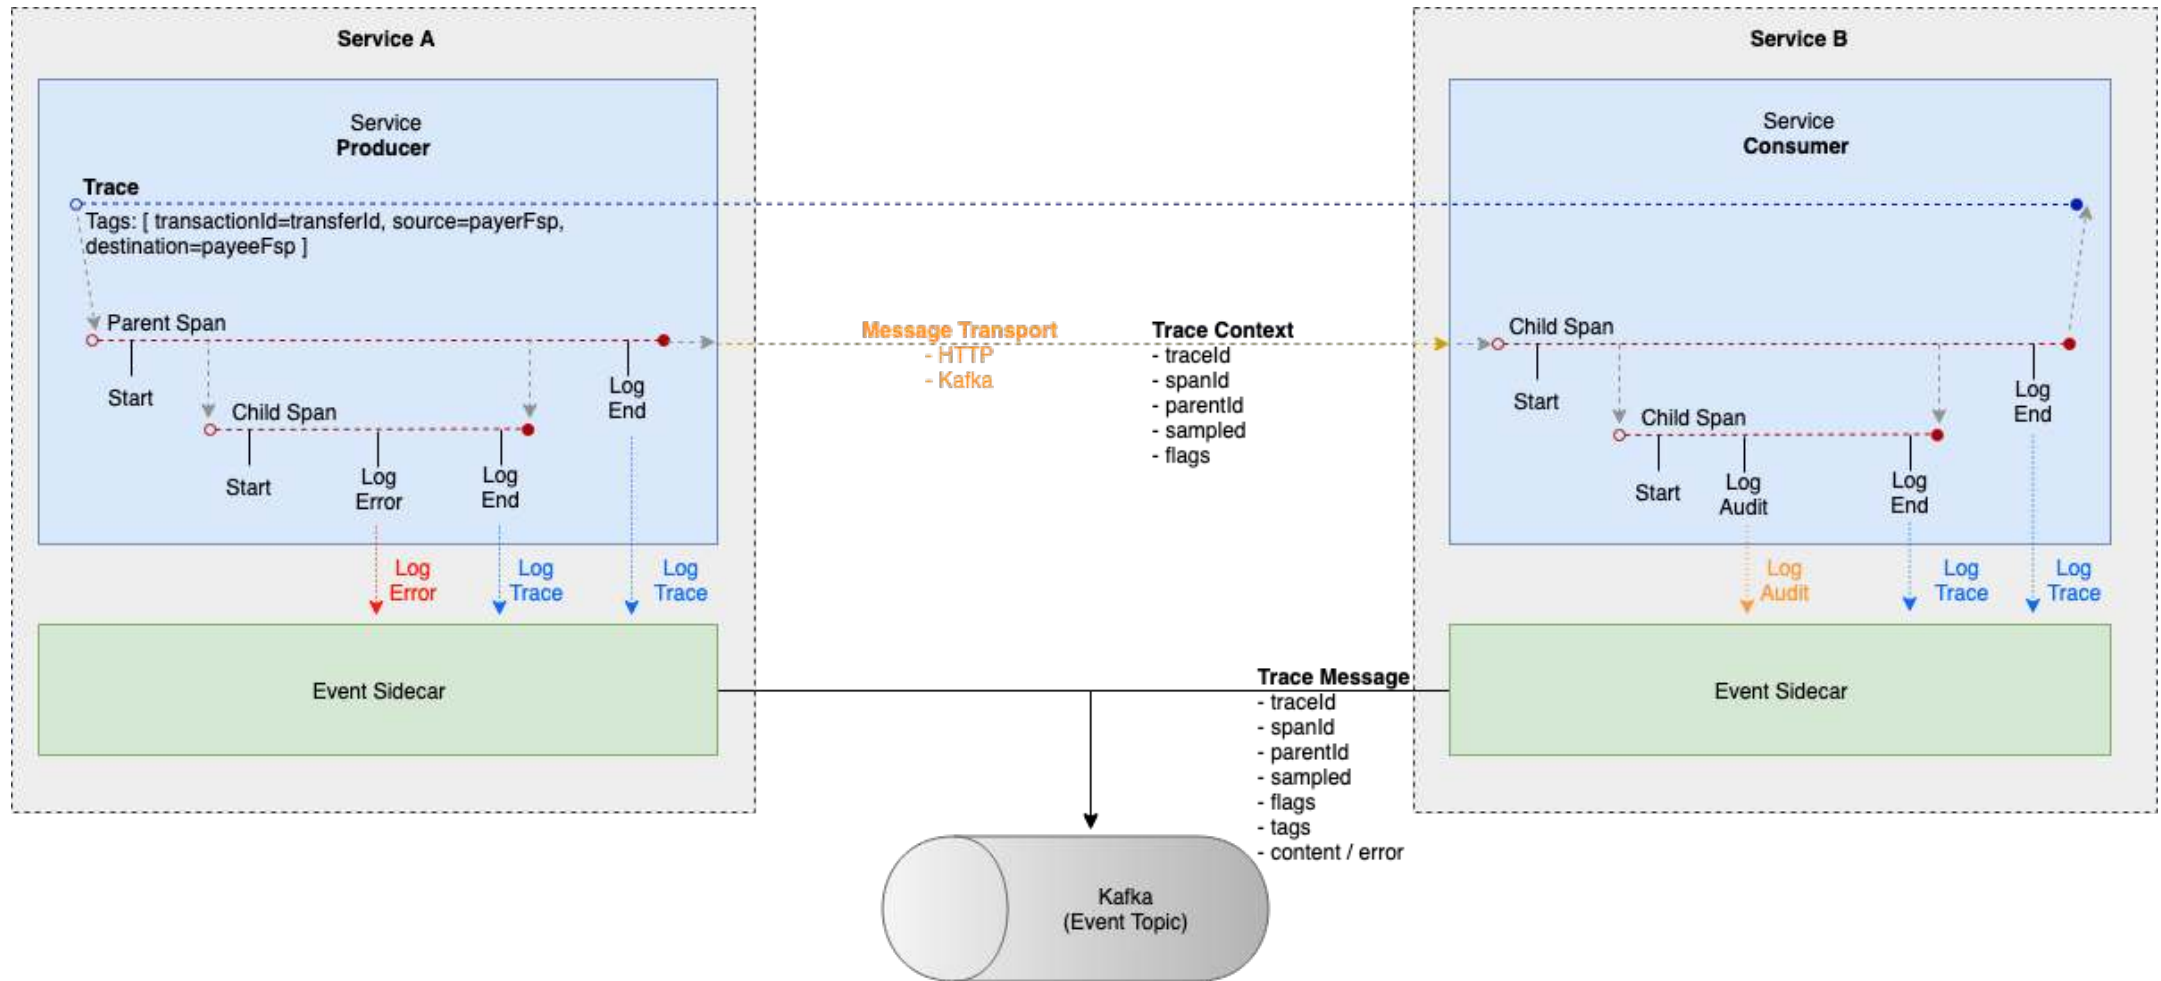 Service A
Service
Producer
Trace
Tags: [ transactionId=transferId, source=payerFsp,
destination=payeeFsp ]
Parent Span
Start
Log
End
Child Span
Start
Log
Error
Log
End
Log
Error
Log
Trace
Log
Trace
Event Sidecar
Message Transport
- HTTP
- Kafka
Trace Context
- traceId
- spanId
- parentId
- sampled
- flags
Service B
Service
Consumer
Child Span
Start
Log
End
Child Span
Start
Log
Audit
Log
End
Log
Audit
Log
Trace
Log
Trace
Event Sidecar
Trace Message
- traceId
- spanId
- parentId
- sampled
- flags
- tags
- content / error
Kafka
(Event Topic)